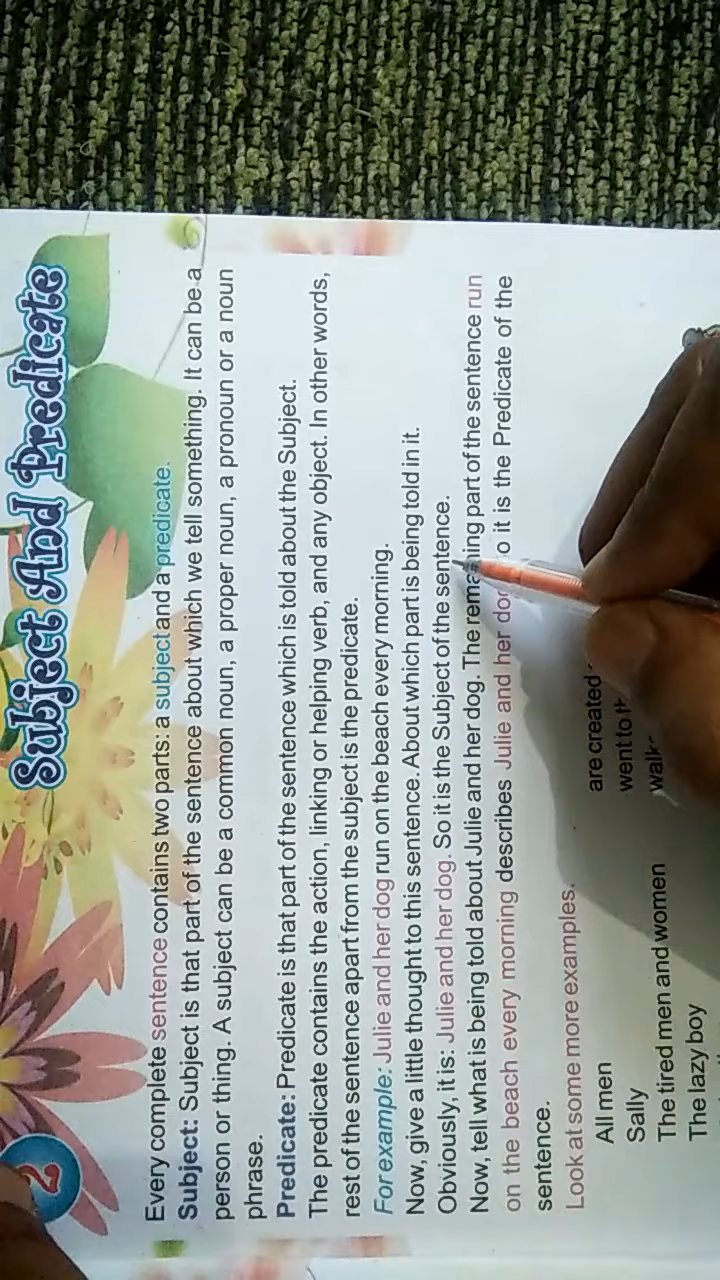 2
Subject And Predicate
Every complete sentence contains two parts: a subject and a predicate.
Subject: Subject is that part of the sentence about which we tell something. It can be a
person or thing. A subject can be a common noun, a proper noun, a pronoun or a noun
phrase.
Predicate: Predicate is that part of the sentence which is told about the Subject.
The predicate contains the action, linking or helping verb, and any object. In other words,
rest of the sentence apart from the subject is the predicate.
For example: Julie and her dog run on the beach every morning.
Now, give a little thought to this sentence. About which part is being told in it.
Obviously, it is: Julie and her dog. So it is the Subject of the sentence.
Now, tell what is being told about Julie and her dog. The remaining part of the sentence run
on the beach every morning describes Julie and her it is the Predicate of the
sentence.
Look at some more examples.
All men are created
Sally went to
The tired men and women
The lazy boy